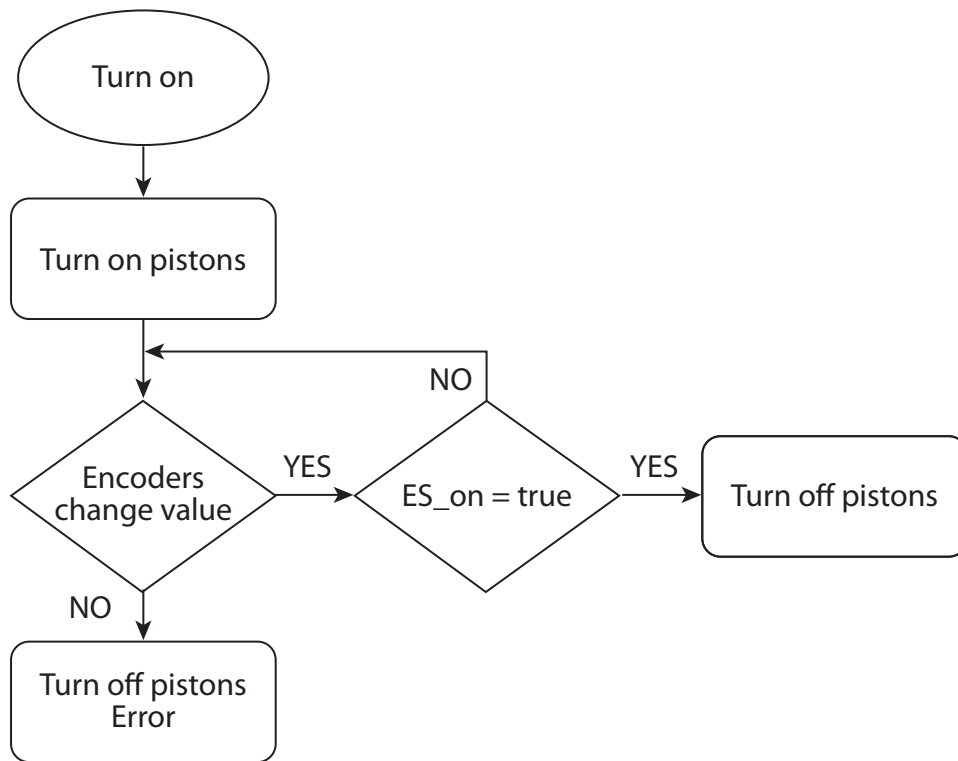 Turn on
Turn on pistons
NO
Encoders
change value
YES
ES_on = true
YES
Turn off pistons
NO
Turn off pistons
Error